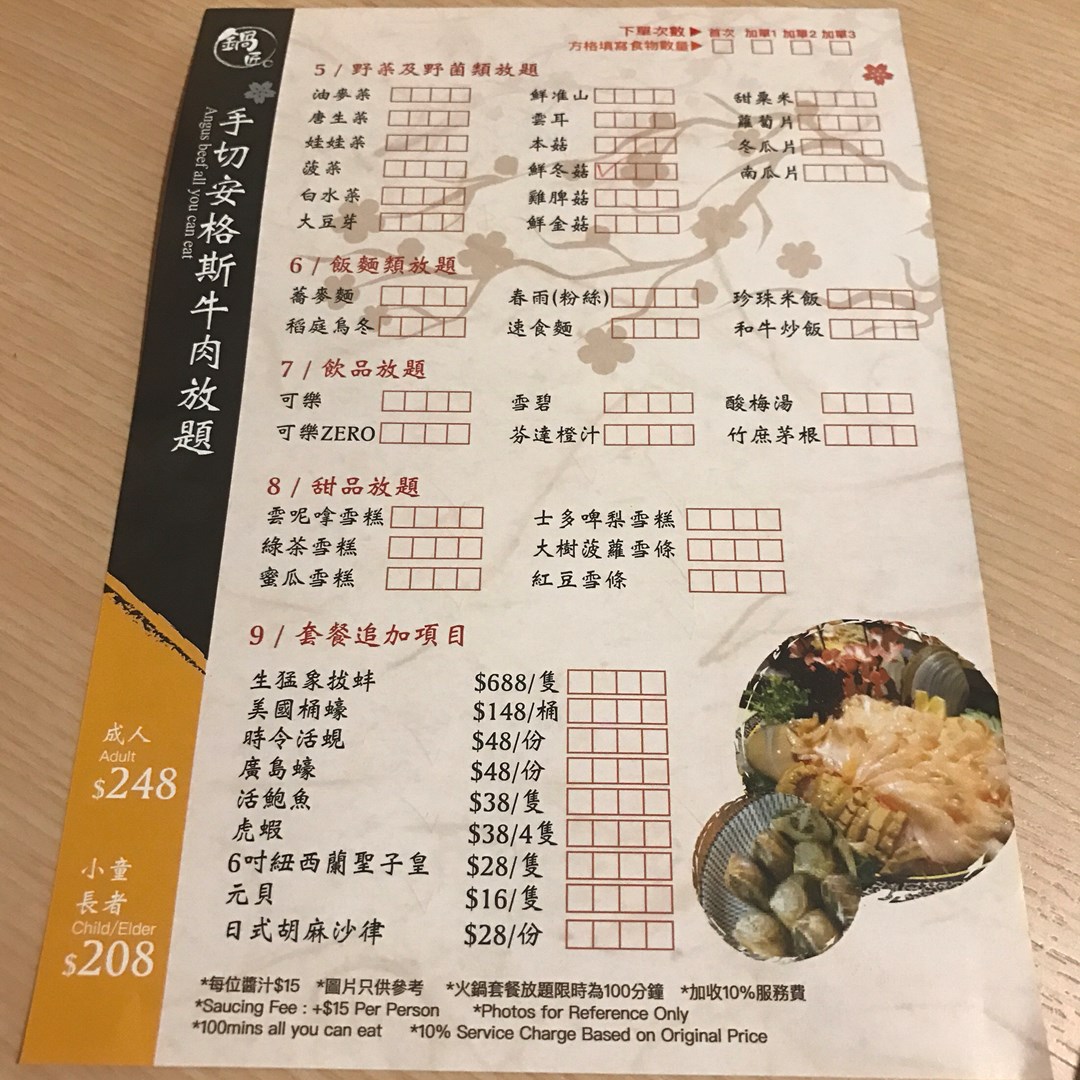 鍋匠
手切安格斯牛肉放題
Angus beef all you can eat
下單次數▶ 首次 加單1 加單2 加單3
方格填寫食物數量▶
5 / 野菜及野菌類放題
油麥菜 鮮准山 甜粟米
唐生菜 雲耳 蘿蔔片
娃娃菜 本菇 冬瓜片
菠菜 鮮冬菇 南瓜片
白水菜 雞脾菇
大豆芽 鮮金菇
6 / 飯麵類放題
蕎麥麵 春雨(粉絲) 珍珠米飯
稻庭烏冬 速食麵 和牛炒飯
7 / 飲品放題
可樂 雪碧 酸梅湯
可樂ZERO 芬達橙汁 竹庶茅根
8 / 甜品放題
雲呢拿雪糕 士多啤梨雪糕
綠茶雪糕 大樹菠蘿雪條
蜜瓜雪糕 紅豆雪條
9 / 套餐追加項目
生猛象拔蚌 $688/隻
美國桶蠔 $148/桶
時令活蜆 $48/份
廣島蠔 $48/份
活鮑魚 $38/隻
虎蝦 $38/4隻
6吋紐西蘭聖子皇 $28/隻
元貝 $16/隻
日式胡麻沙律 $28/份
成人
Adult
$248
小童
長者
Child/Elder
$208
*每位醬汁$15 *圖片只供參考 *火鍋套餐放題限時為100分鐘 *加收10%服務費
*Saucing Fee : +$15 Per Person *Photos for Reference Only
*100mins all you can eat *10% Service Charge Based on Original Price